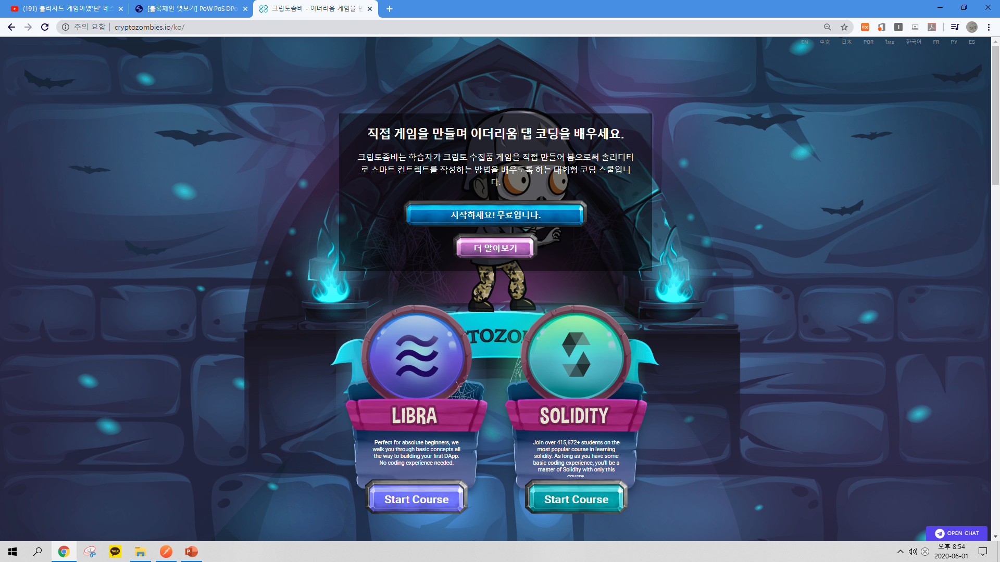 (191) 블리자드 게임이였'던' 데스
[블록체인 엿보기] PoW·PoS·DPo
크립토좀비 - 이더리움 게임을 만
주의 요함
cryptozombies.io/ko/
EN 中文 日本 POR ไทย 한국어 FR РУ ES
직접 게임을 만들며 이더리움 댑 코딩을 배우세요.
크립토좀비는 학습자가 크립토 수집품 게임을 직접 만들어 봄으로써 솔리디티
로 스마트 컨트렉트를 작성하는 방법을 배우도록 하는 대화형 코딩 스쿨입니
다.
시작하세요! 무료입니다.
더 알아보기
TOZO
LIBRA
Perfect for absolute beginners, we
walk you through basic concepts all
the way to building your first DApp.
No coding experience needed.
Start Course
SOLIDITY
Join over 415,672+ students on the
most popular course in learning
solidity. As long as you have some
basic coding experience, you'll be a
master of Solidity with only this
course.
Start Course
OPEN CHAT
TALK
오후 8:54
2020-06-01